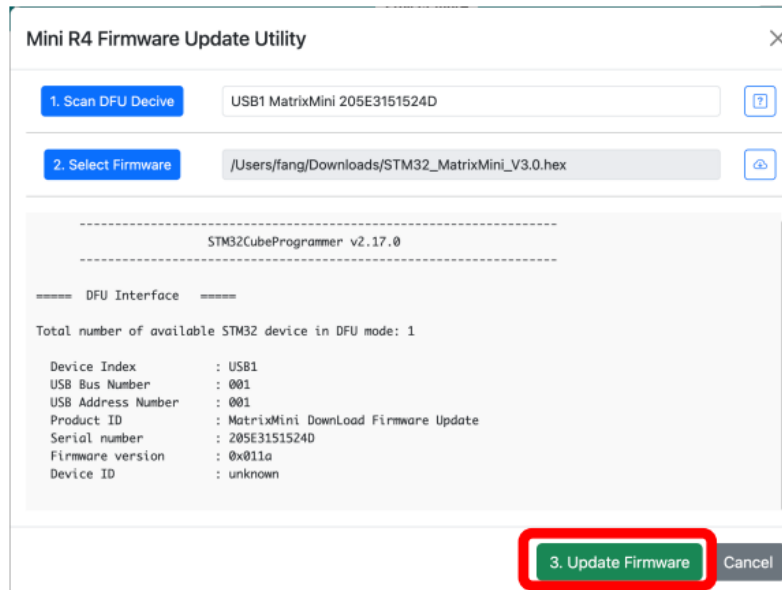 Mini R4 Firmware Update Utility
1. Scan DFU Decive
USB1 MatrixMini 205E3151524D
2. Select Firmware
/Users/fang/Downloads/STM32_MatrixMini_V3.0.hex
-------------------------------------------------------------------
STM32CubeProgrammer v2.17.0
-------------------------------------------------------------------
===== DFU Interface =====
Total number of available STM32 device in DFU mode: 1
Device Index : USB1
USB Bus Number : 001
USB Address Number : 001
Product ID : MatrixMini DownLoad Firmware Update
Serial number : 205E3151524D
Firmware version : 0x011a
Device ID : unknown
3. Update Firmware
Cancel